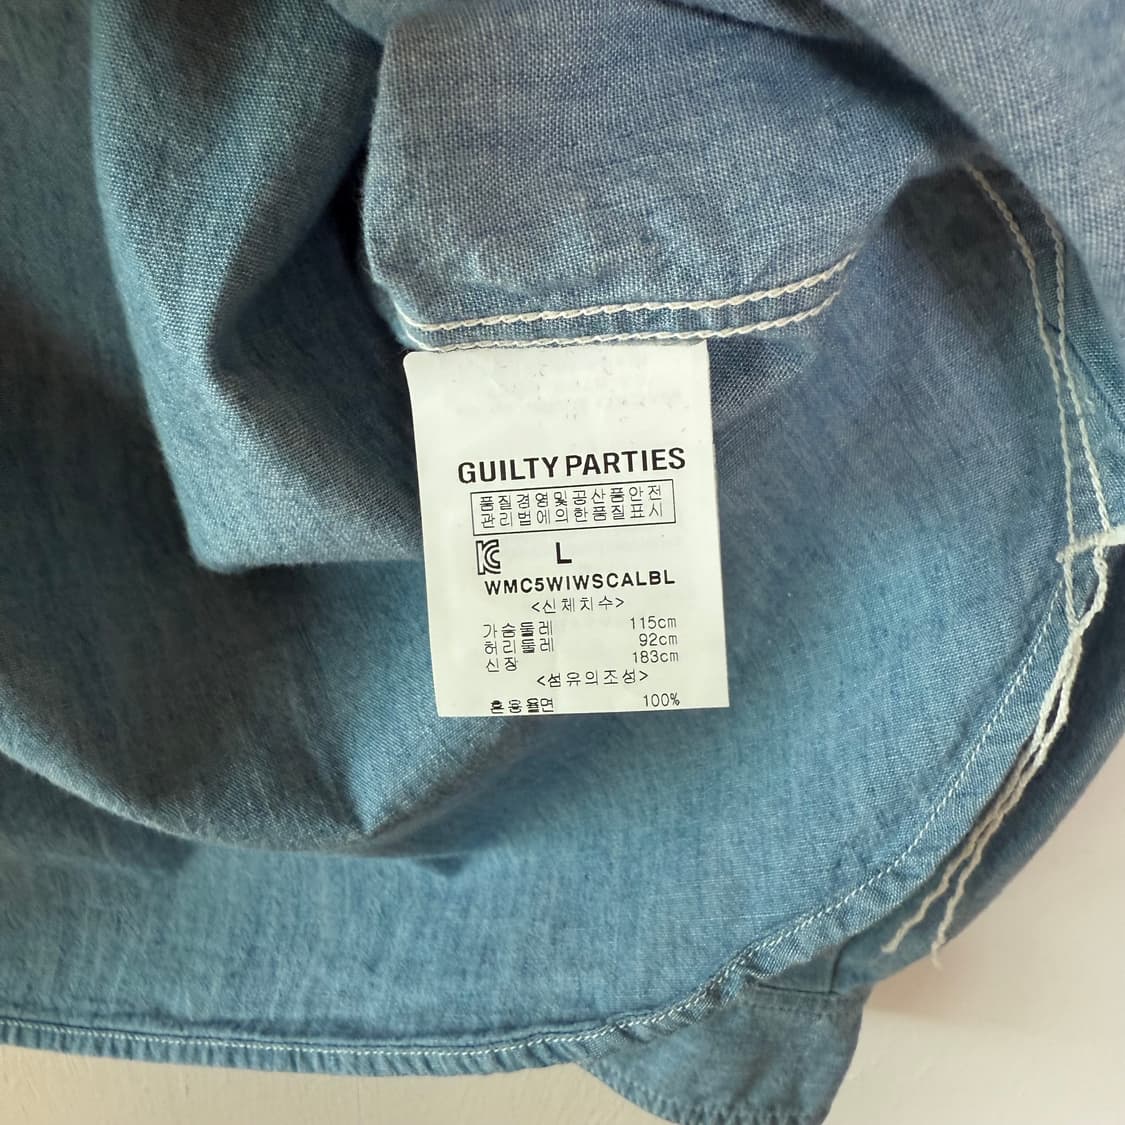 GUILTY PARTIES
품질경영및공산품안전
관리법에의한품질표시
L
WMC5WIWSCALBL
<신체치수>
가슴둘레 115cm
허리둘레 92cm
신장 183cm
<섬유의조성>
혼용율면 100%